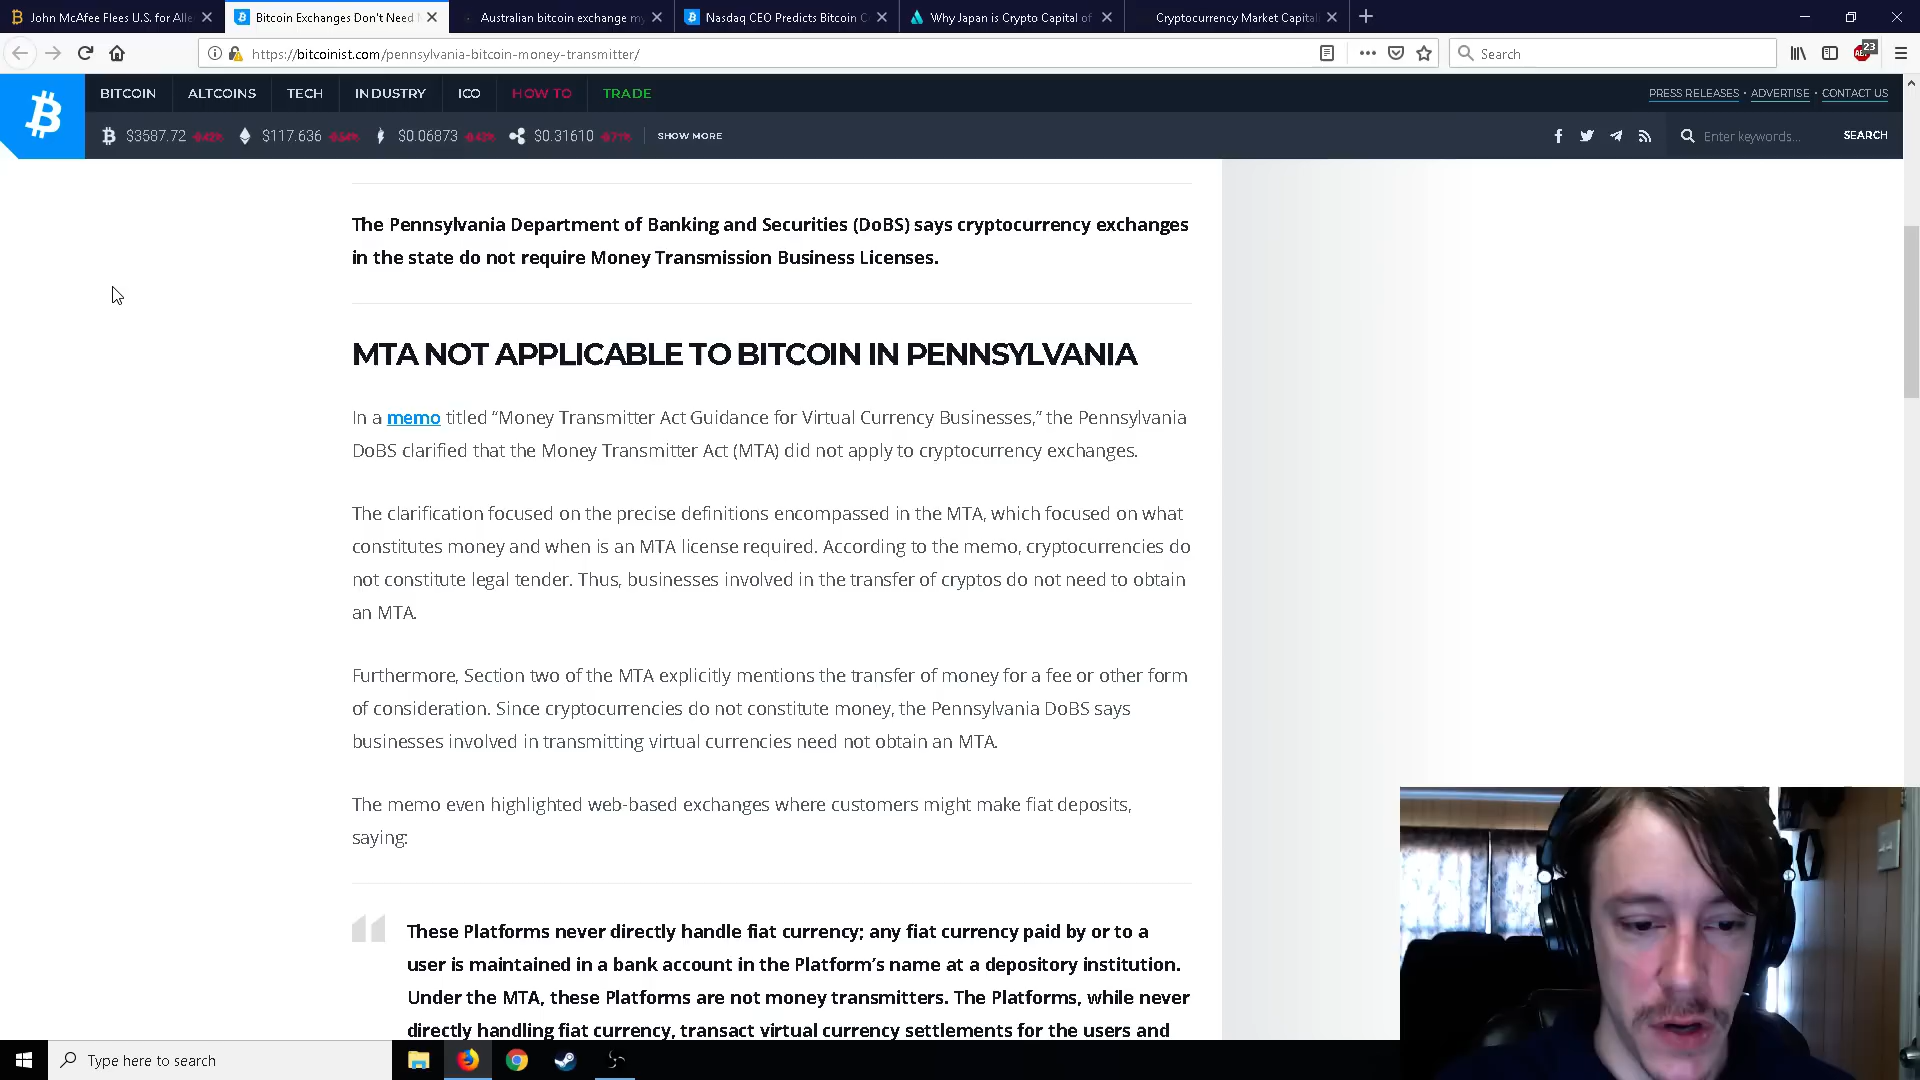 John McAfee Flees U.S. for Alle
Bitcoin Exchanges Don't Need
Australian bitcoin exchange my
Nasdaq CEO Predicts Bitcoin C
Why Japan is Crypto Capital of
Cryptocurrency Market Capital
https://bitcoinist.com/pennsylvania-bitcoin-money-transmitter/
Search
23
BITCOIN
ALTCOINS
TECH
INDUSTRY
ICO
HOW TO
TRADE
PRESS RELEASES • ADVERTISE • CONTACT US
$3587.72 -0.42%
$117.636
$0.06873
$0.31610
SHOW MORE
Enter keywords...
SEARCH
The Pennsylvania Department of Banking and Securities (DoBS) says cryptocurrency exchanges
in the state do not require Money Transmission Business Licenses.
MTA NOT APPLICABLE TO BITCOIN IN PENNSYLVANIA
In a memo titled “Money Transmitter Act Guidance for Virtual Currency Businesses,” the Pennsylvania
DoBS clarified that the Money Transmitter Act (MTA) did not apply to cryptocurrency exchanges.
The clarification focused on the precise definitions encompassed in the MTA, which focused on what
constitutes money and when is an MTA license required. According to the memo, cryptocurrencies do
not constitute legal tender. Thus, businesses involved in the transfer of cryptos do not need to obtain
an MTA.
Furthermore, Section two of the MTA explicitly mentions the transfer of money for a fee or other form
of consideration. Since cryptocurrencies do not constitute money, the Pennsylvania DoBS says
businesses involved in transmitting virtual currencies need not obtain an MTA.
The memo even highlighted web-based exchanges where customers might make fiat deposits,
saying:
These Platforms never directly handle fiat currency; any fiat currency paid by or to a
user is maintained in a bank account in the Platform’s name at a depository institution.
Under the MTA, these Platforms are not money transmitters. The Platforms, while never
directly handling fiat currency, transact virtual currency settlements for the users and
Type here to search